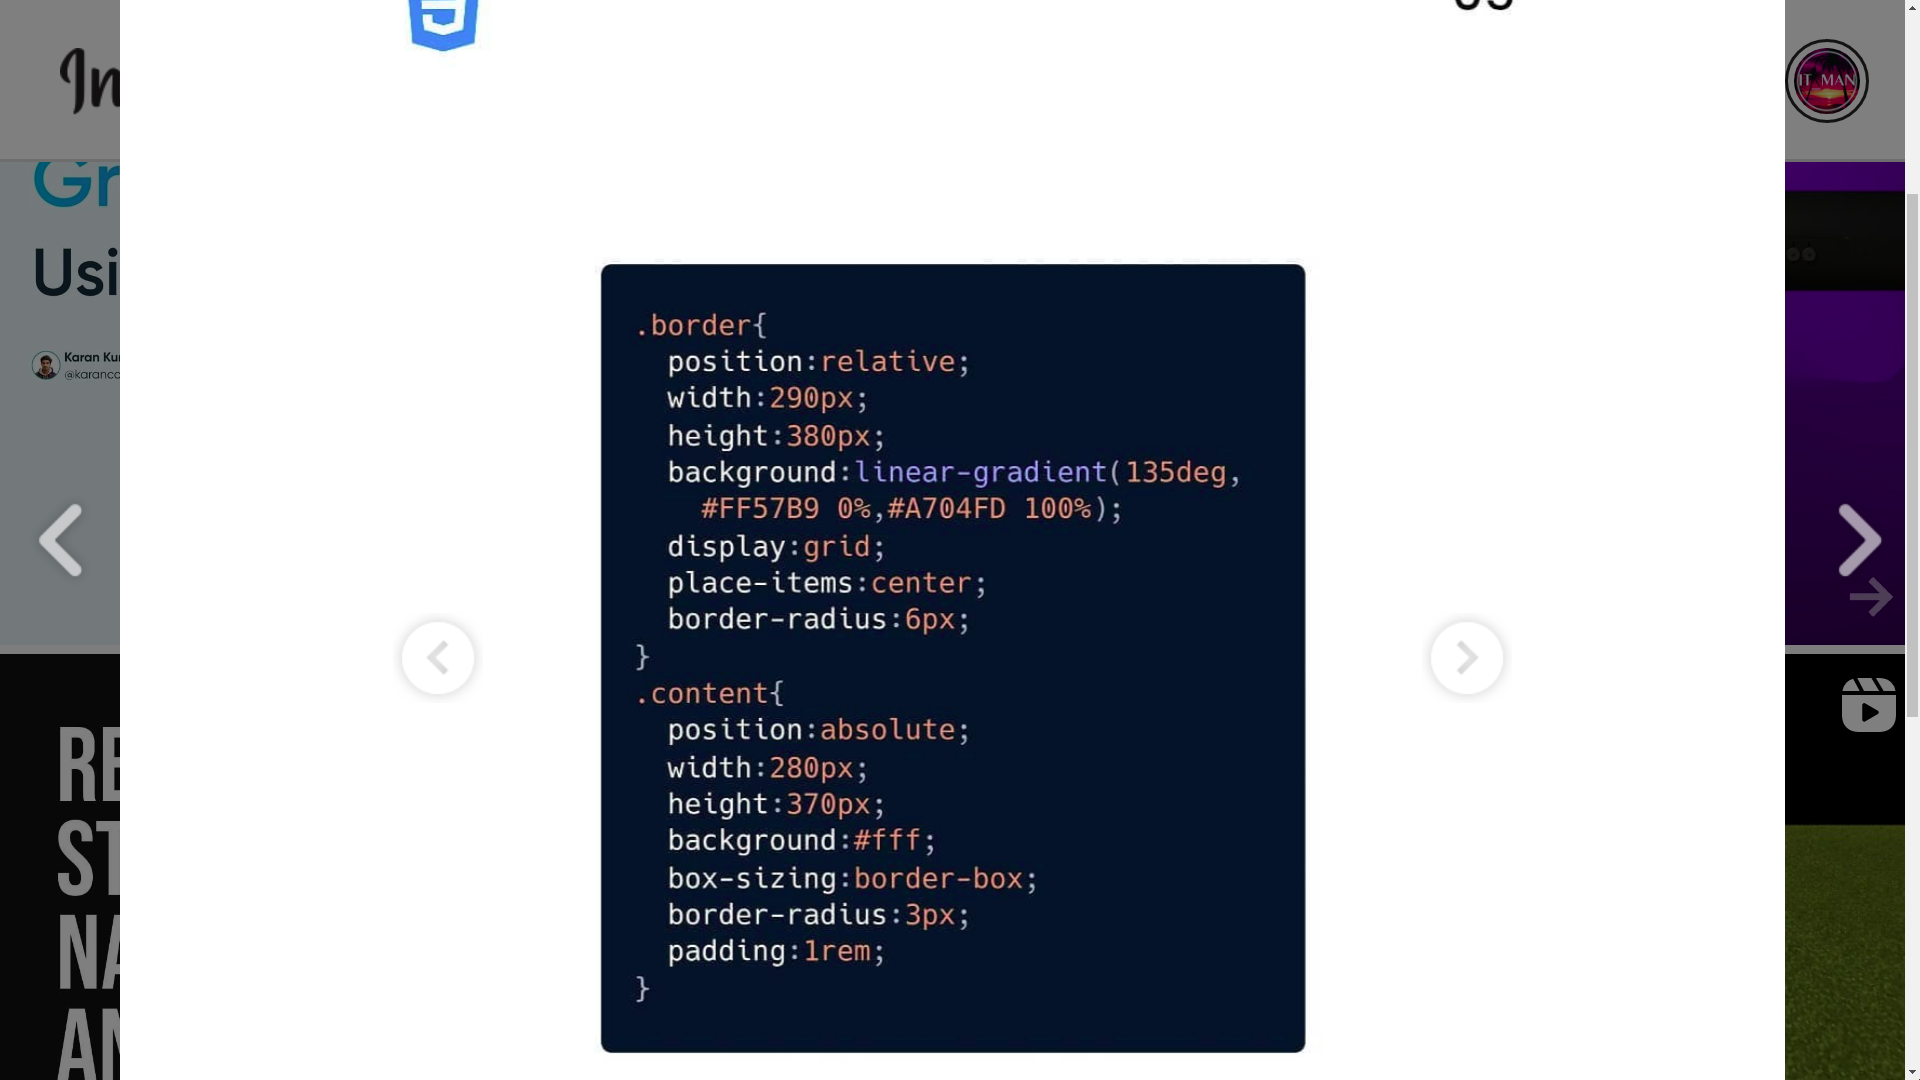 In
IT MAN
Gr
Usi
Karan Ku
@karanco
.border{
position:relative;
width:290px;
height:380px;
background:linear-gradient(135deg,
#FF57B9 0%,#A704FD 100%);
display:grid;
place-items:center;
border-radius:6px;
}
.content{
position:absolute;
width:280px;
height:370px;
background:#fff;
box-sizing:border-box;
border-radius:3px;
padding:1rem;
}
RE
ST
NA
AN